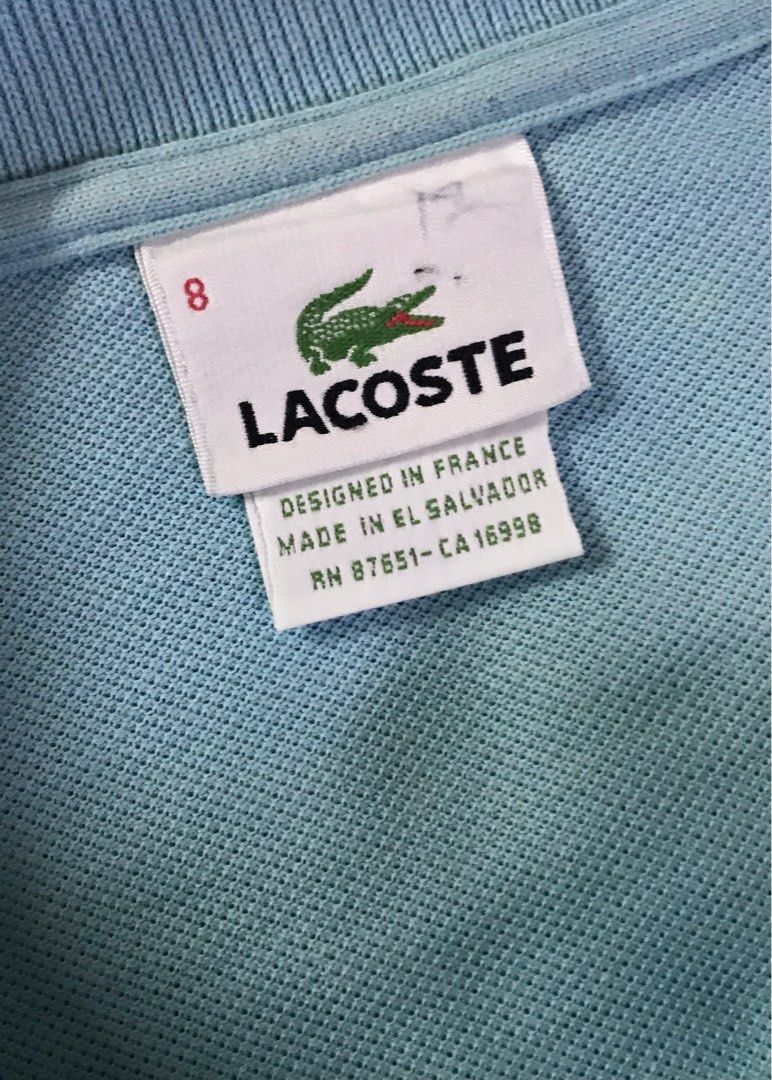 8
LACOSTE
DESIGNED IN FRANCE
MADE IN EL SALVADOR
RN 87651-CA 16998